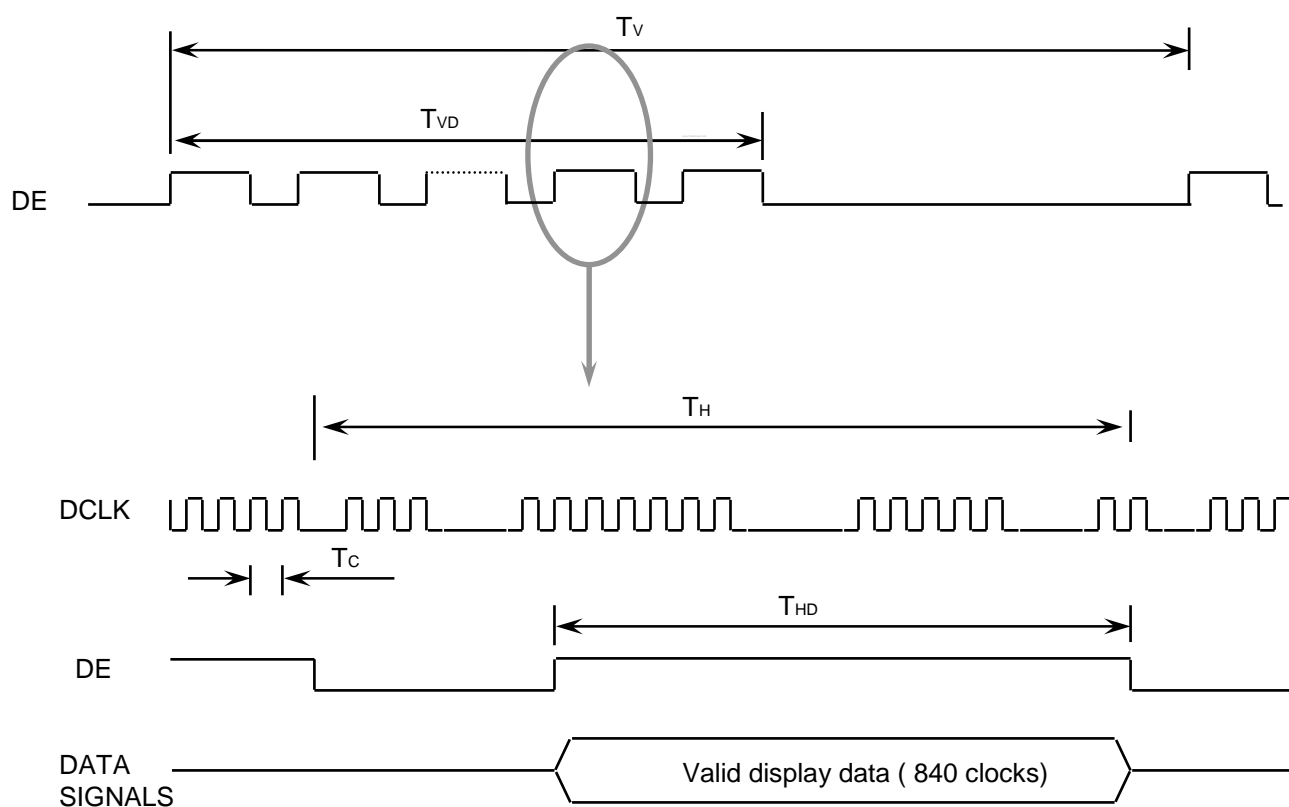 TV
TVD
DE
TH
DCLK
TC
THD
DE
DATA
SIGNALS
Valid display data ( 840 clocks)